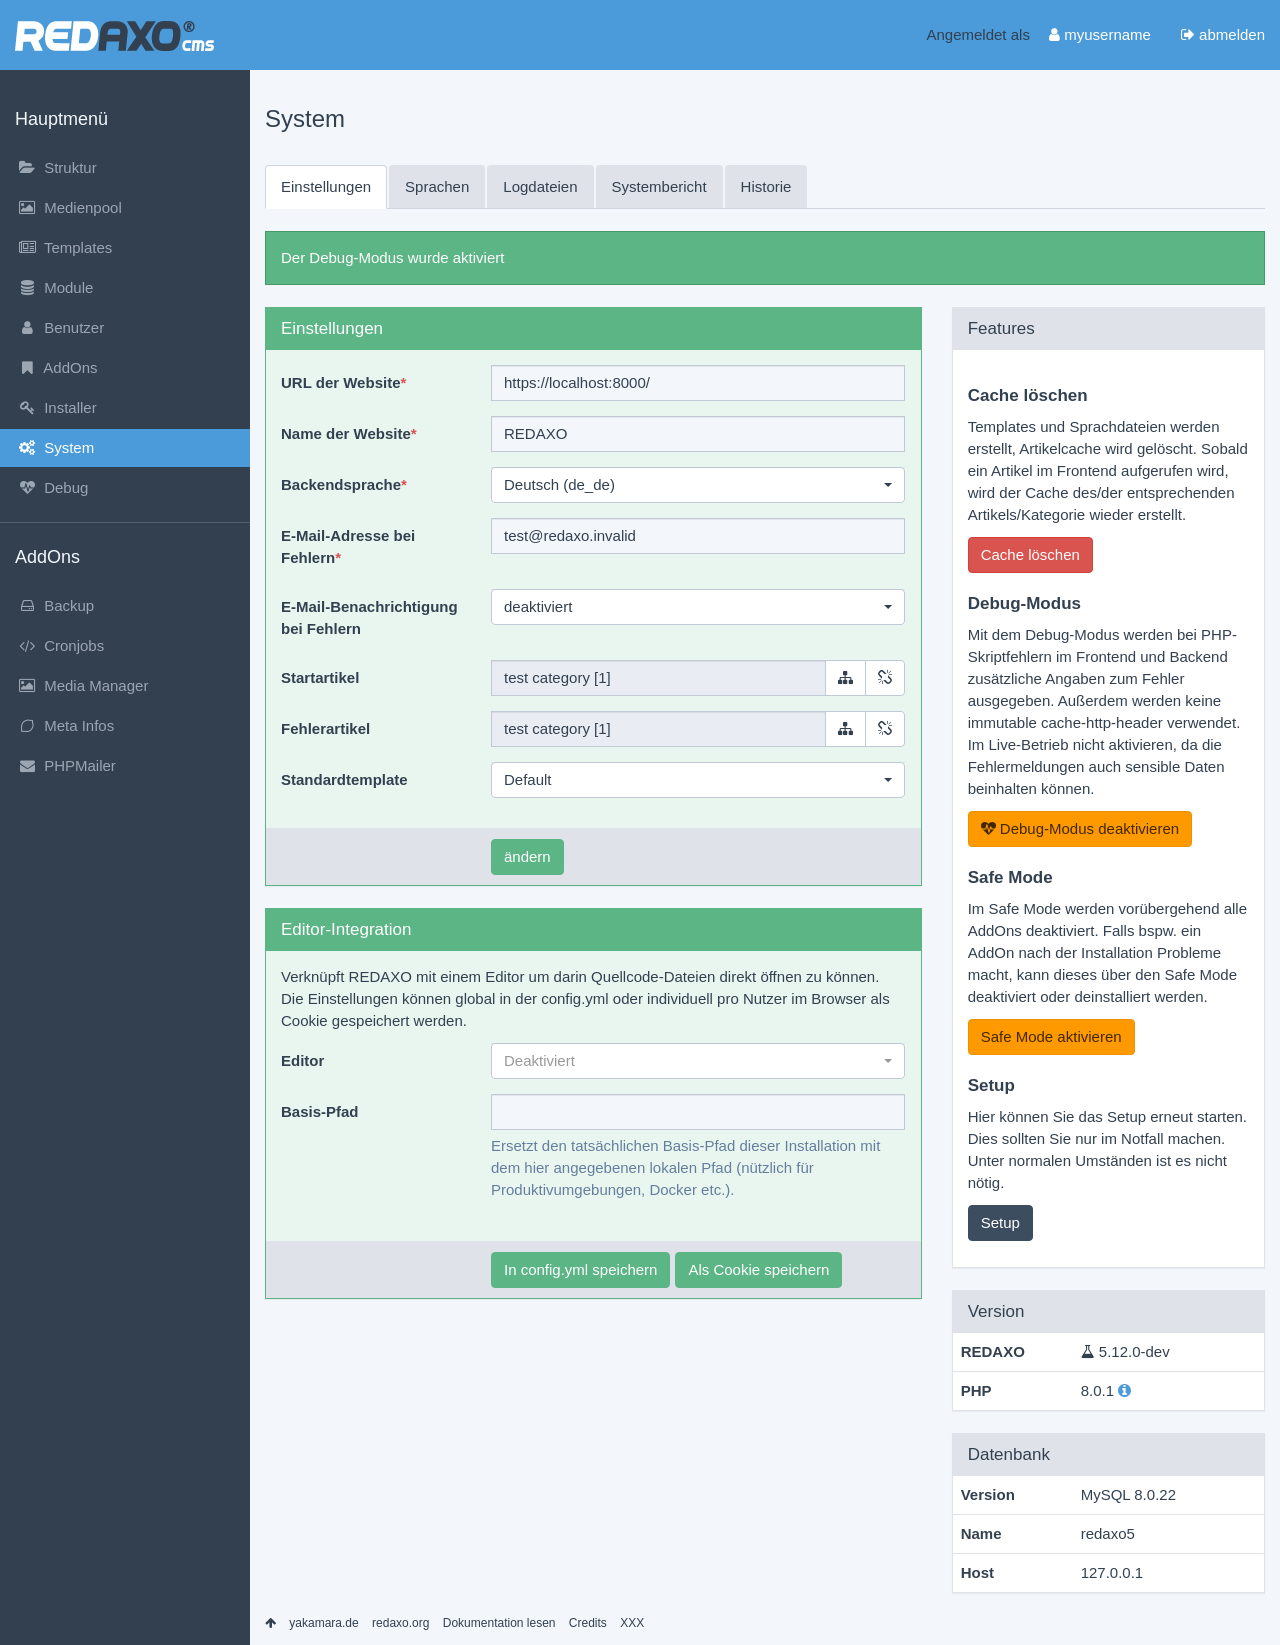 REDAXO® cms
Angemeldet als myusername abmelden
Hauptmenü
Struktur
Medienpool
Templates
Module
Benutzer
AddOns
Installer
System
Debug
AddOns
Backup
Cronjobs
Media Manager
Meta Infos
PHPMailer
System
Einstellungen Sprachen Logdateien Systembericht Historie
Der Debug-Modus wurde aktiviert
Einstellungen
URL der Website* https://localhost:8000/
Name der Website* REDAXO
Backendsprache* Deutsch (de_de)
E-Mail-Adresse bei test@redaxo.invalid
Fehlern*
E-Mail-Benachrichtigung deaktiviert
bei Fehlern
Startartikel test category [1]
Fehlerartikel test category [1]
Standardtemplate Default
ändern
Editor-Integration
Verknüpft REDAXO mit einem Editor um darin Quellcode-Dateien direkt öffnen zu können.
Die Einstellungen können global in der config.yml oder individuell pro Nutzer im Browser als
Cookie gespeichert werden.
Editor Deaktiviert
Basis-Pfad
Ersetzt den tatsächlichen Basis-Pfad dieser Installation mit
dem hier angegebenen lokalen Pfad (nützlich für
Produktivumgebungen, Docker etc.).
In config.yml speichern Als Cookie speichern
Features
Cache löschen
Templates und Sprachdateien werden
erstellt, Artikelcache wird gelöscht. Sobald
ein Artikel im Frontend aufgerufen wird,
wird der Cache des/der entsprechenden
Artikels/Kategorie wieder erstellt.
Cache löschen
Debug-Modus
Mit dem Debug-Modus werden bei PHP-
Skriptfehlern im Frontend und Backend
zusätzliche Angaben zum Fehler
ausgegeben. Außerdem werden keine
immutable cache-http-header verwendet.
Im Live-Betrieb nicht aktivieren, da die
Fehlermeldungen auch sensible Daten
beinhalten können.
Debug-Modus deaktivieren
Safe Mode
Im Safe Mode werden vorübergehend alle
AddOns deaktiviert. Falls bspw. ein
AddOn nach der Installation Probleme
macht, kann dieses über den Safe Mode
deaktiviert oder deinstalliert werden.
Safe Mode aktivieren
Setup
Hier können Sie das Setup erneut starten.
Dies sollten Sie nur im Notfall machen.
Unter normalen Umständen ist es nicht
nötig.
Setup
Version
REDAXO 5.12.0-dev
PHP 8.0.1
Datenbank
Version MySQL 8.0.22
Name redaxo5
Host 127.0.0.1
yakamara.de redaxo.org Dokumentation lesen Credits XXX